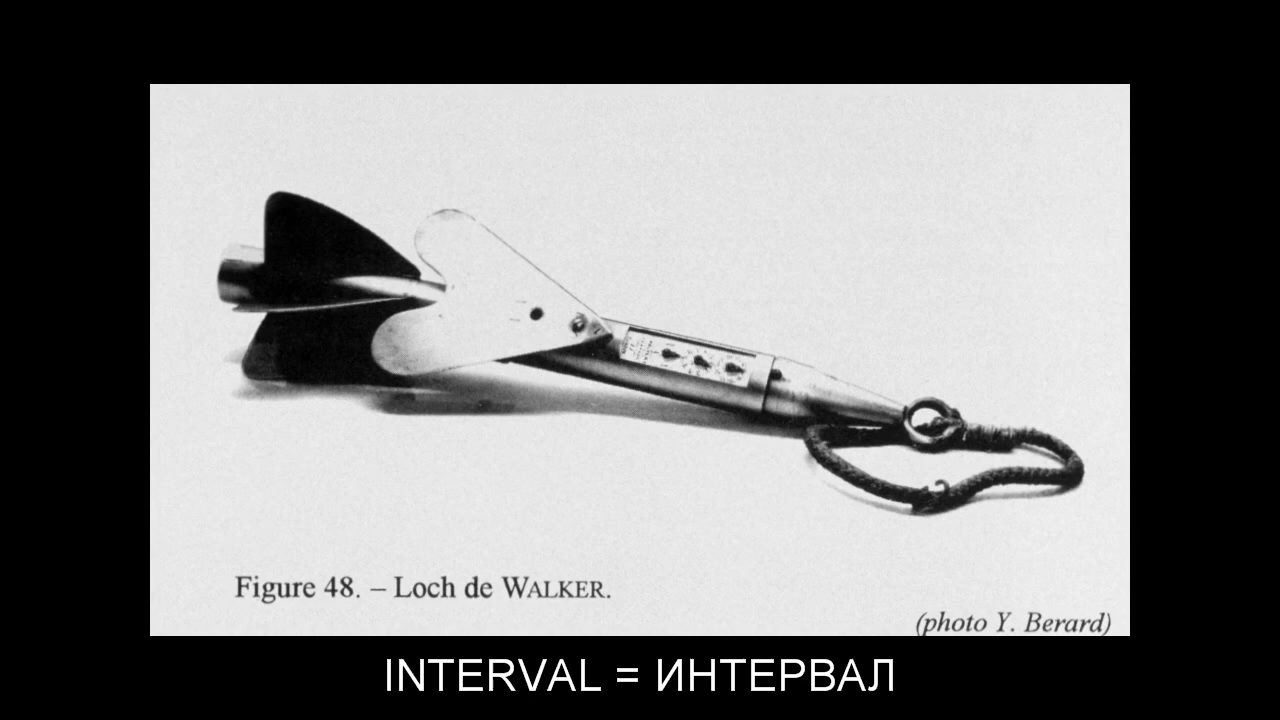 Figure 48. – Loch de WALKER.
(photo Y. Berard)
INTERVAL = ИНТЕРВАЛ